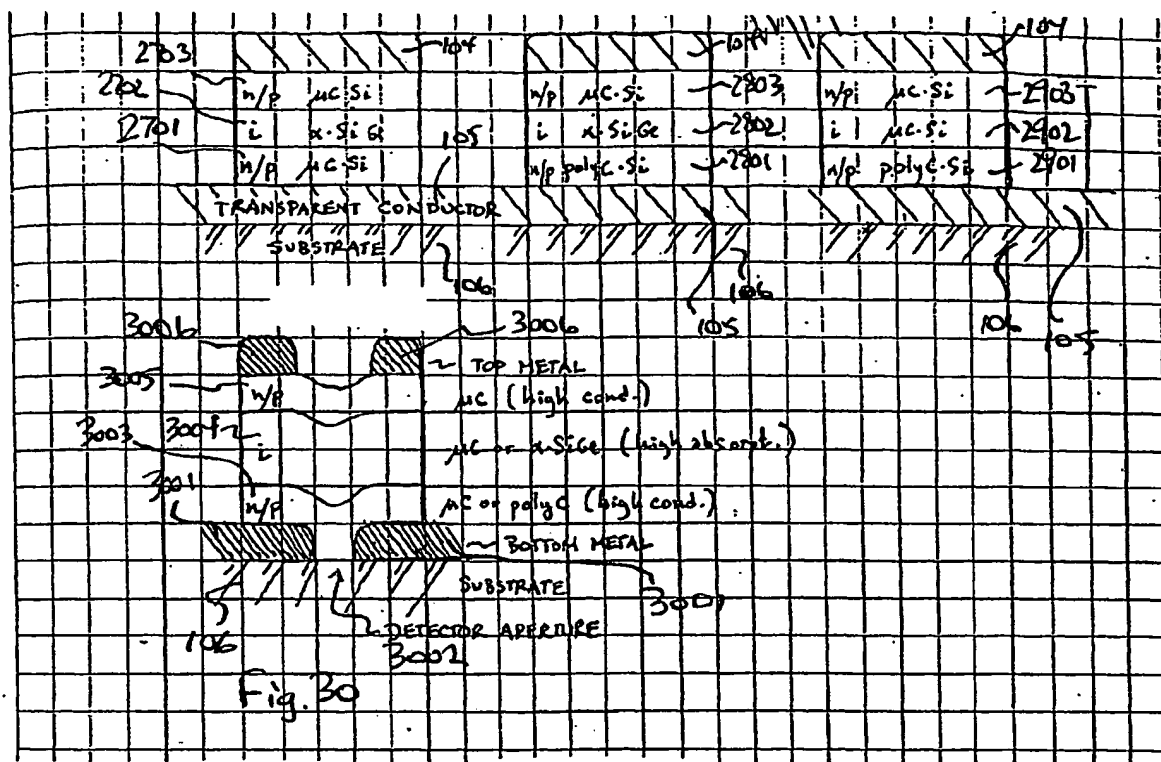 2703 104 104 104
2702 n/p μC-Si n/p μC-Si 2803 n/p μC-Si 2903
2701 i α-SiGe 105 i α-SiGe 2802 i μC-Si 2902
n/p μC-Si n/p polyC-Si 2801 n/p polyC-Si 2901
TRANSPARENT CONDUCTOR
SUBSTRATE
106 106 105 106 105
3006 3006
TOP METAL
3005 n/p μC (high cond.)
3003 3004 i μC or α-SiGe (high absorpt.)
3001 n/p μC or polyC (high cond.)
BOTTOM METAL
SUBSTRATE
3001
106 DETECTOR APERTURE
3002
Fig. 30